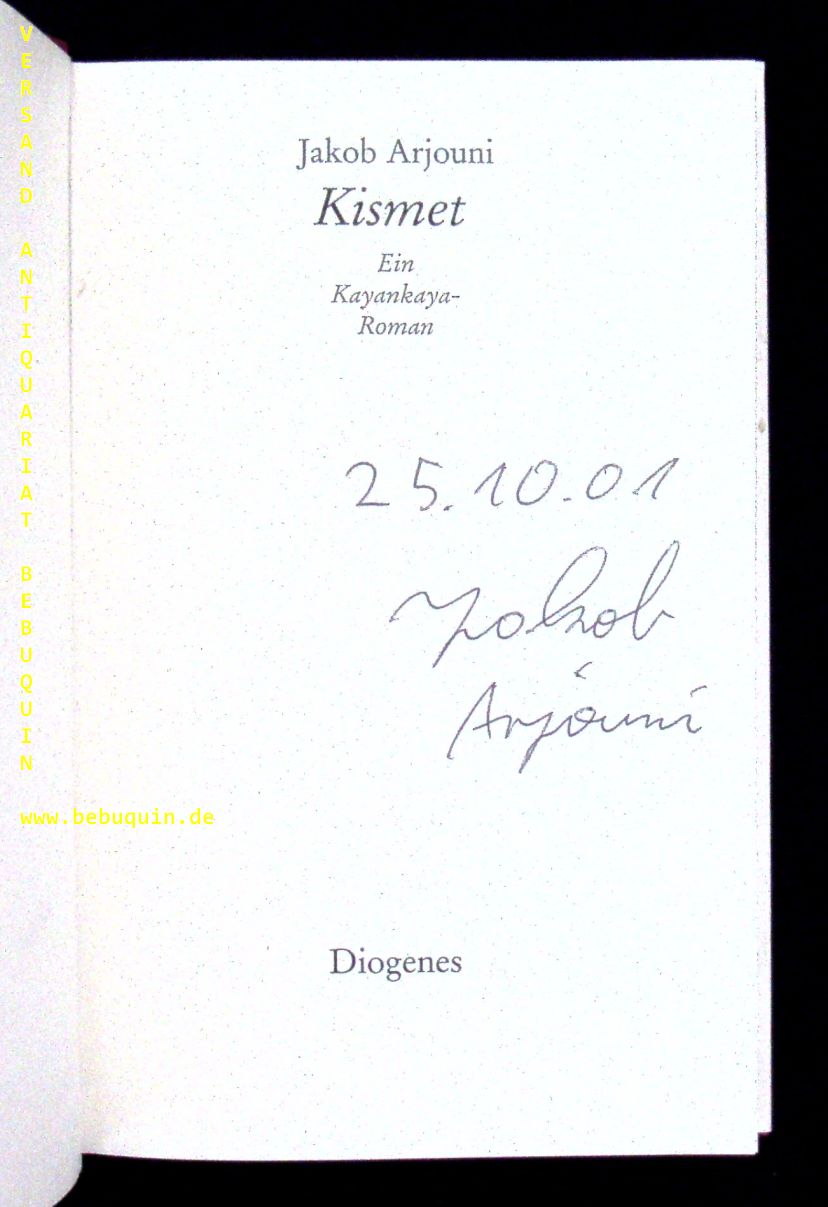 Jakob Arjouni
Kismet
Ein
Kayankaya-
Roman
25.10.01
Jakob
Arjouni
Diogenes
VERSAND ANTIQUARIAT BEBUQUIN
www.bebuquin.de